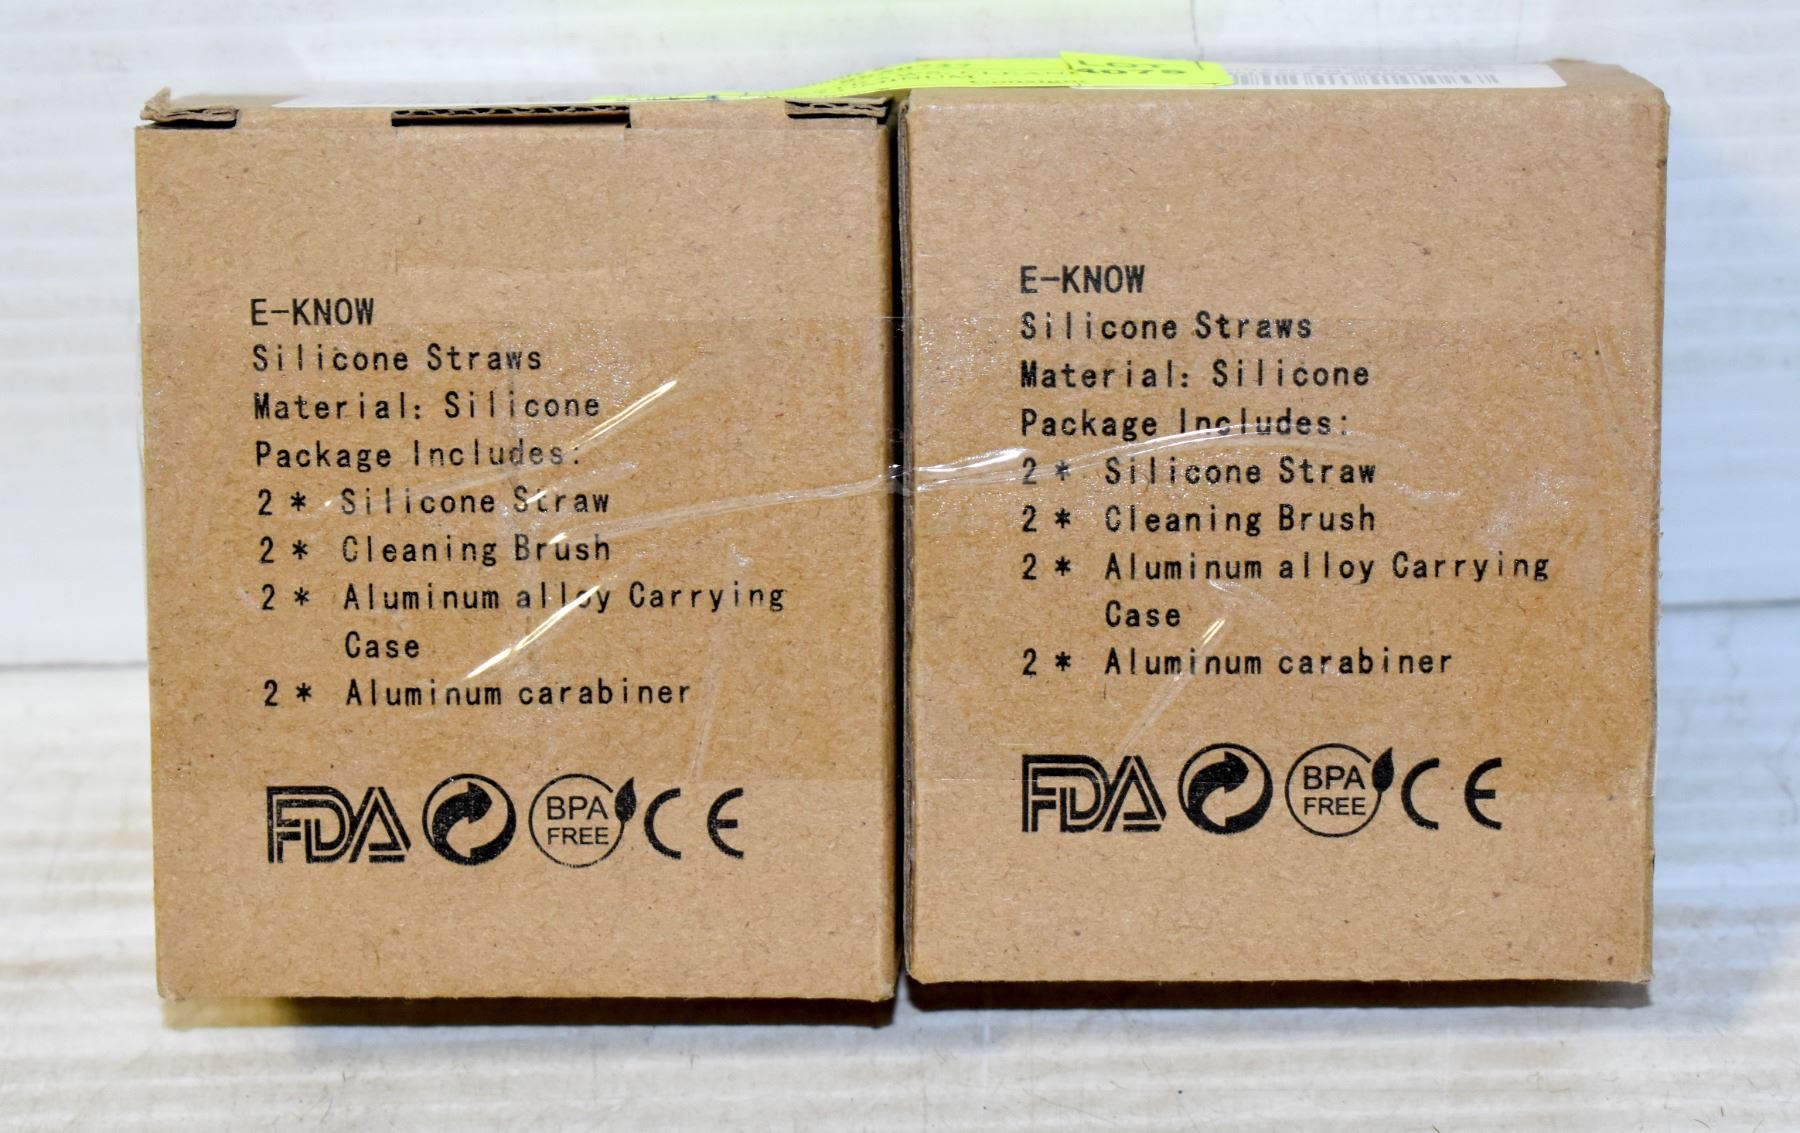 LOT
4075
E-KNOW
Silicone Straws
Material: Silicone
Package Includes:
2 * Silicone Straw
2 * Cleaning Brush
2 * Aluminum alloy Carrying
Case
2 * Aluminum carabiner
FDA
BPA
FREE
CE
E-KNOW
Silicone Straws
Material: Silicone
Package Includes:
2 * Silicone Straw
2 * Cleaning Brush
2 * Aluminum alloy Carrying
Case
2 * Aluminum carabiner
FDA
BPA
FREE
CE